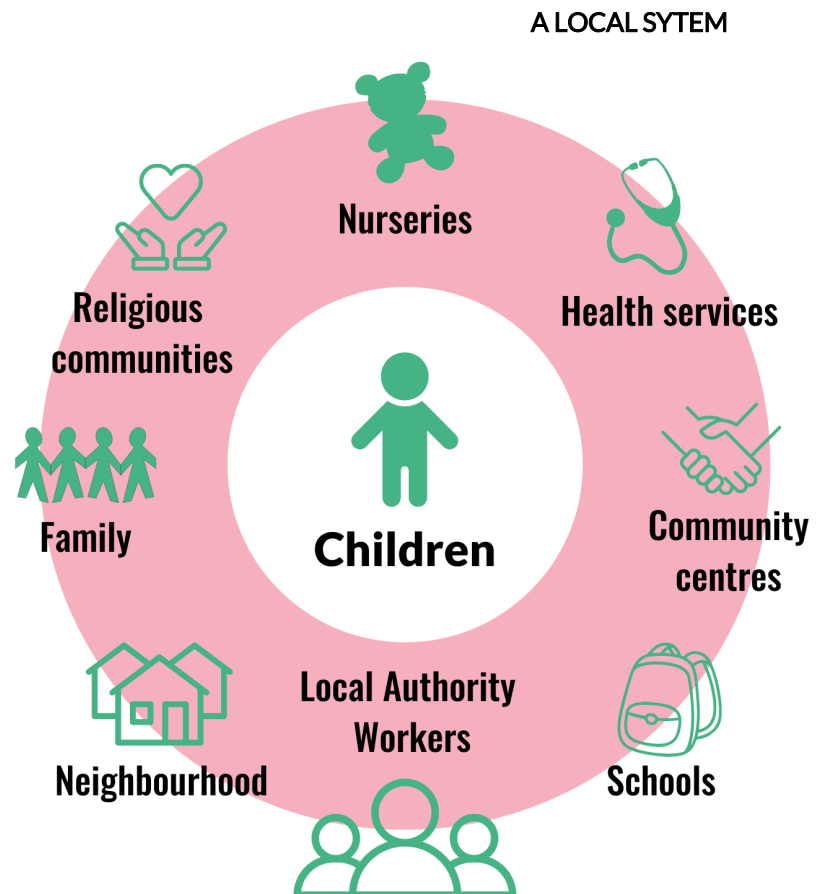 A LOCAL SYTEM
Nurseries
Health services
Religious
communities
Community
centres
Family
Children
Local Authority
Workers
Schools
Neighbourhood